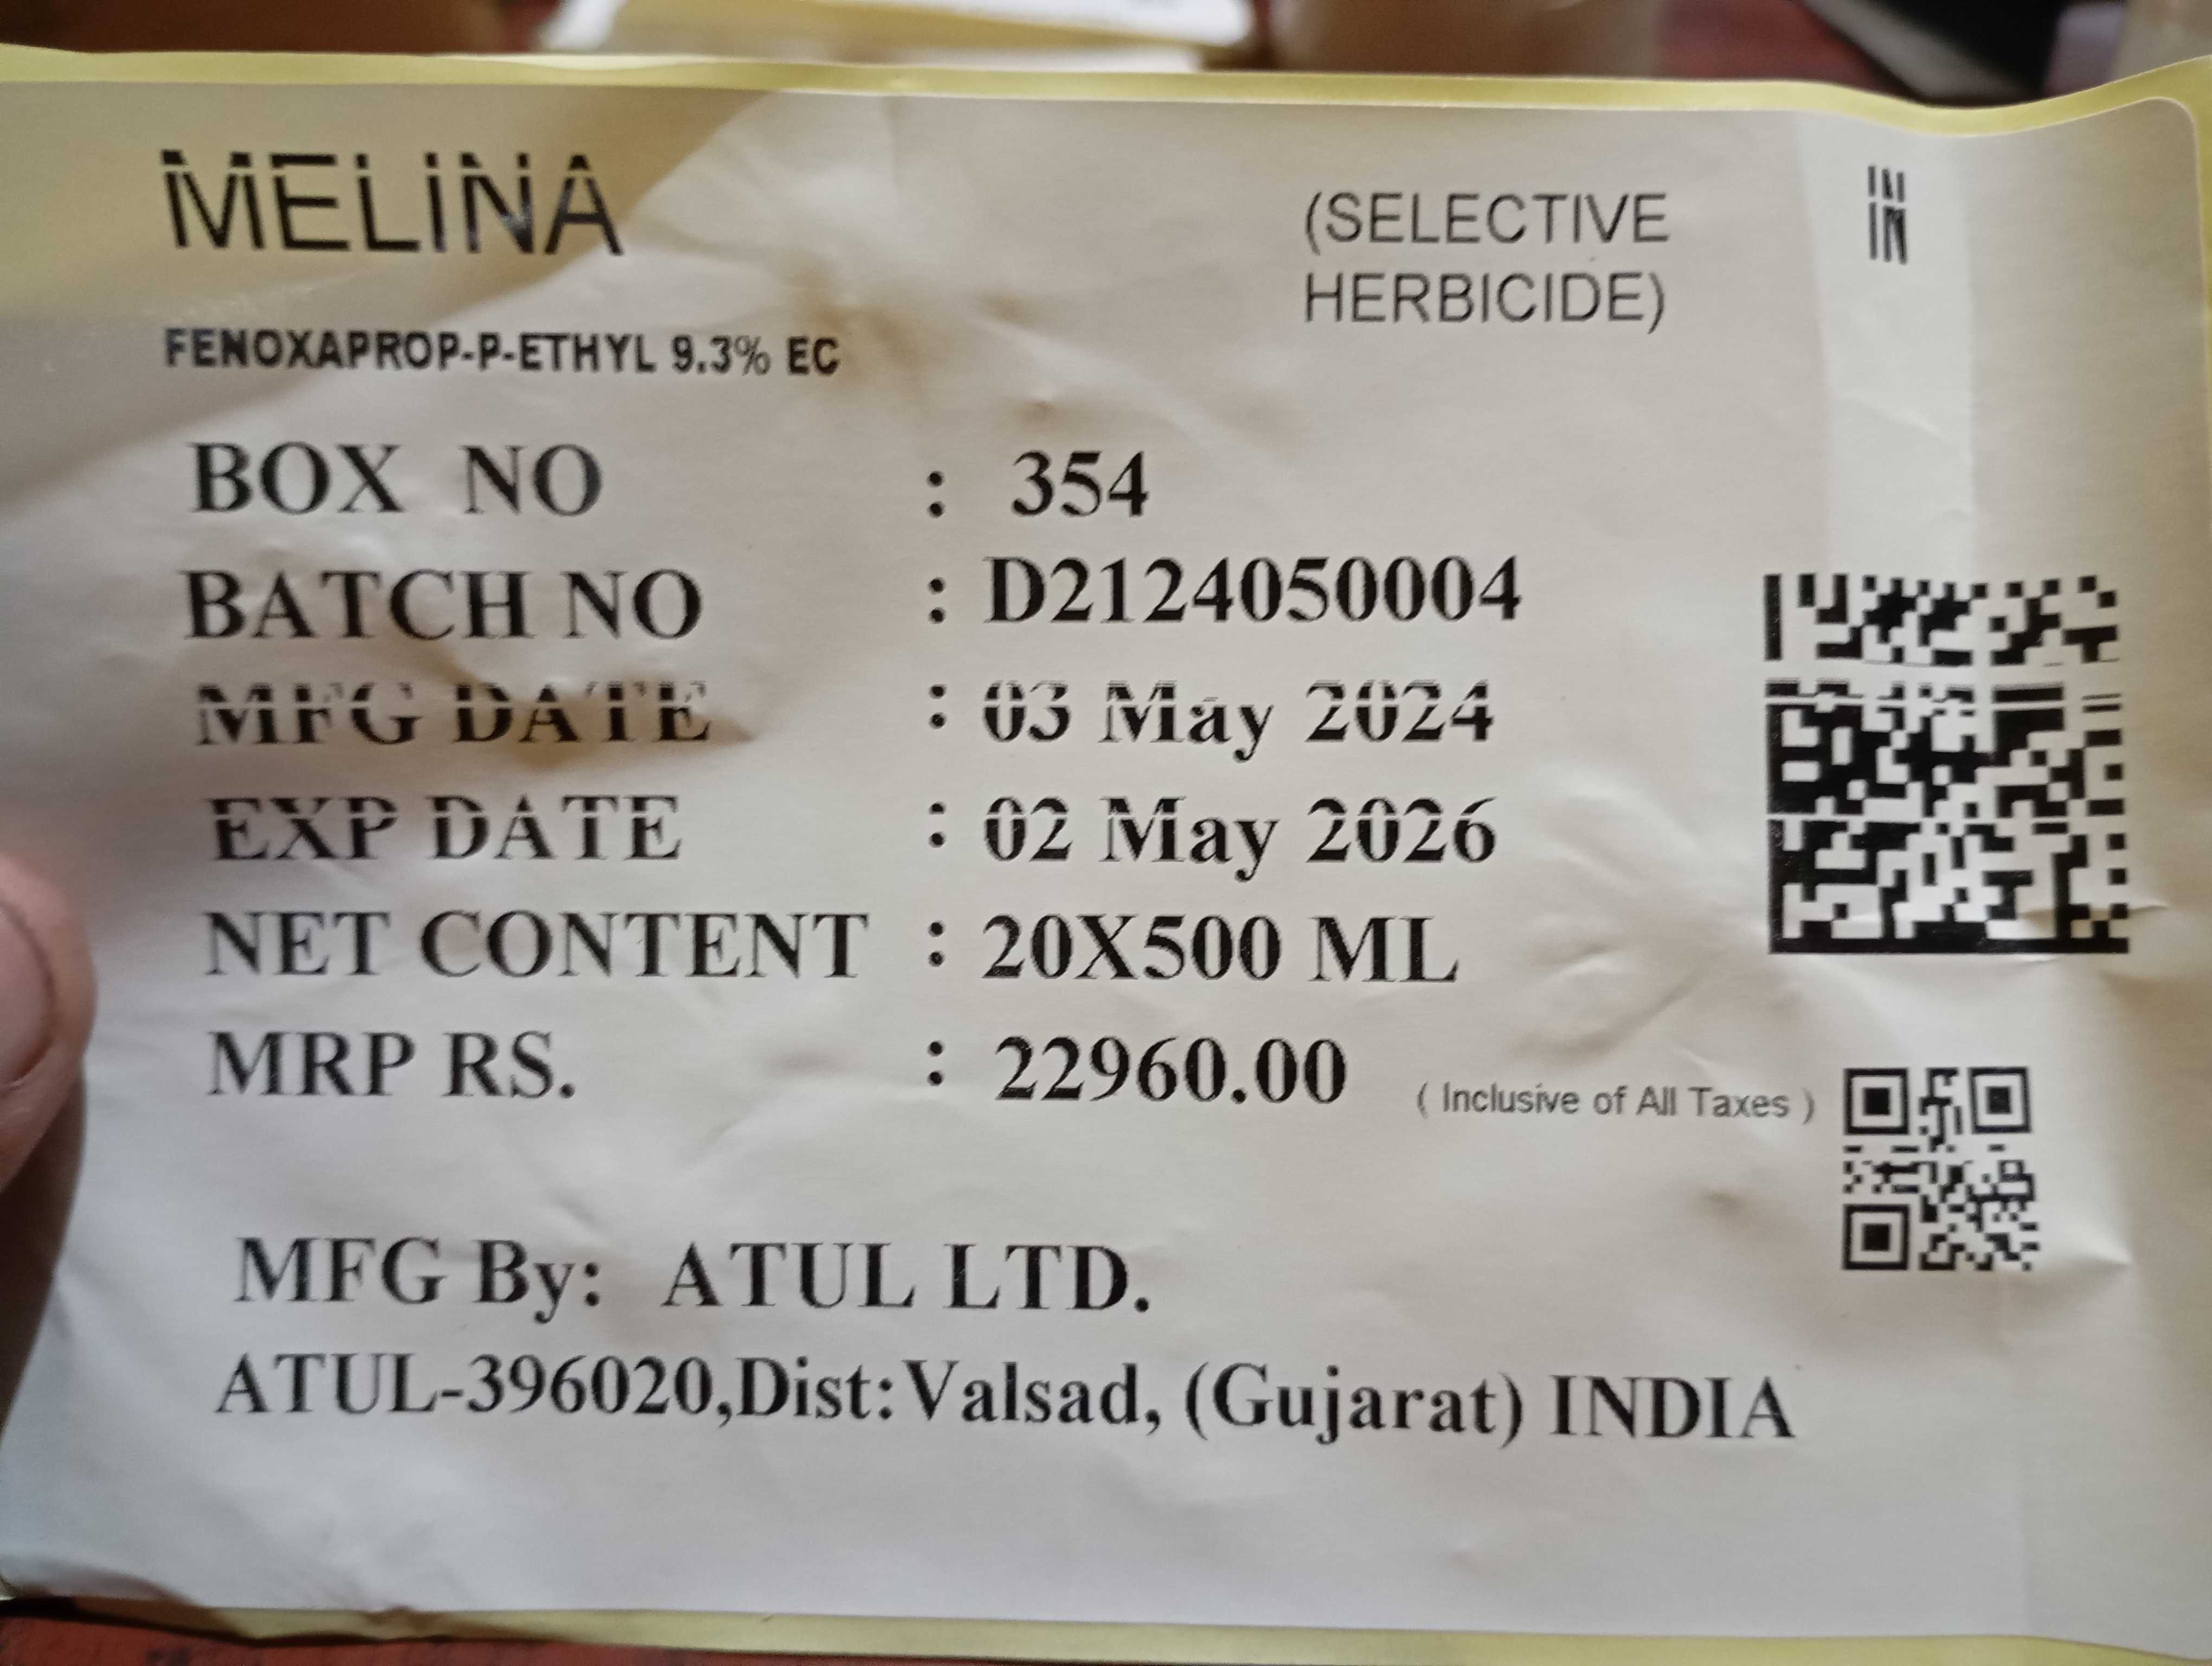 MELINA
(SELECTIVE
HERBICIDE)
IN
FENOXAPROP-P-ETHYL 9.3% EC
BOX NO : 354
BATCH NO : D2124050004
MFG DATE : 03 May 2024
EXP DATE : 02 May 2026
NET CONTENT : 20X500 ML
MRP RS. : 22960.00 ( Inclusive of All Taxes )
MFG By: ATUL LTD.
ATUL-396020,Dist:Valsad, (Gujarat) INDIA